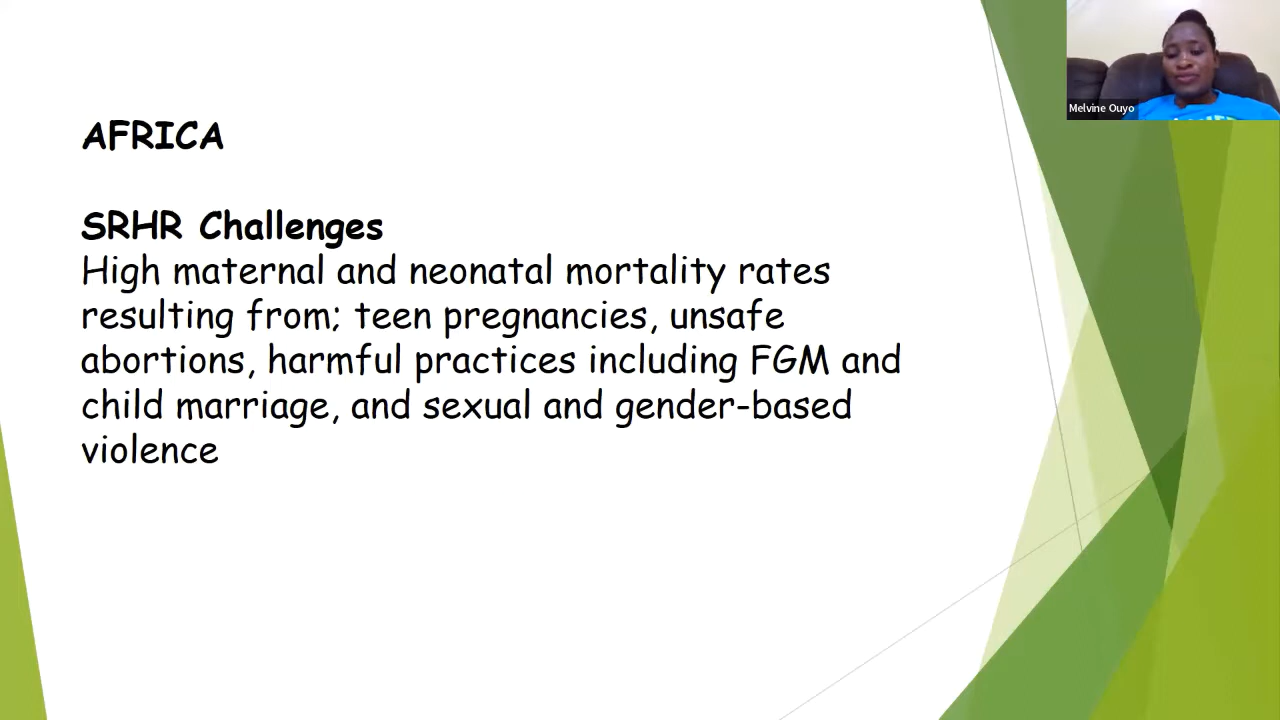 AFRICA
SRHR Challenges
High maternal and neonatal mortality rates
resulting from; teen pregnancies, unsafe
abortions, harmful practices including FGM and
child marriage, and sexual and gender-based
violence
Melvine Ouyo